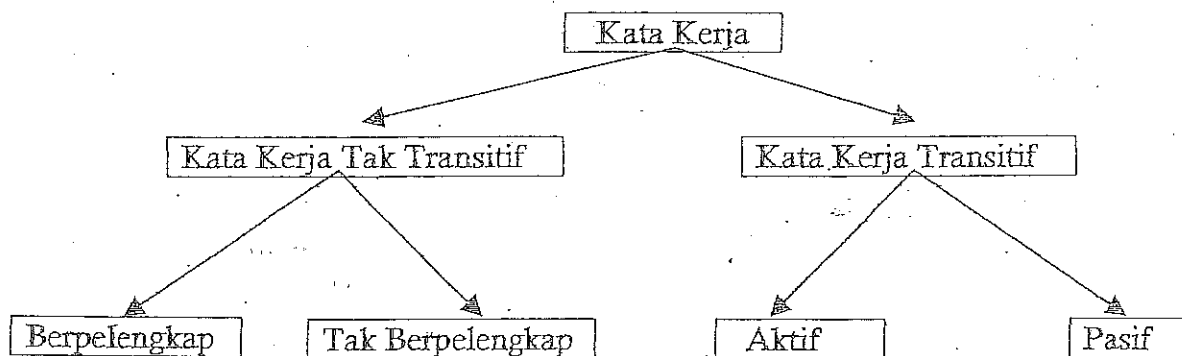 Kata Kerja
Kata Kerja Tak Transitif
Kata Kerja Transitif
Berpelengkap
Tak Berpelengkap
Aktif
Pasif